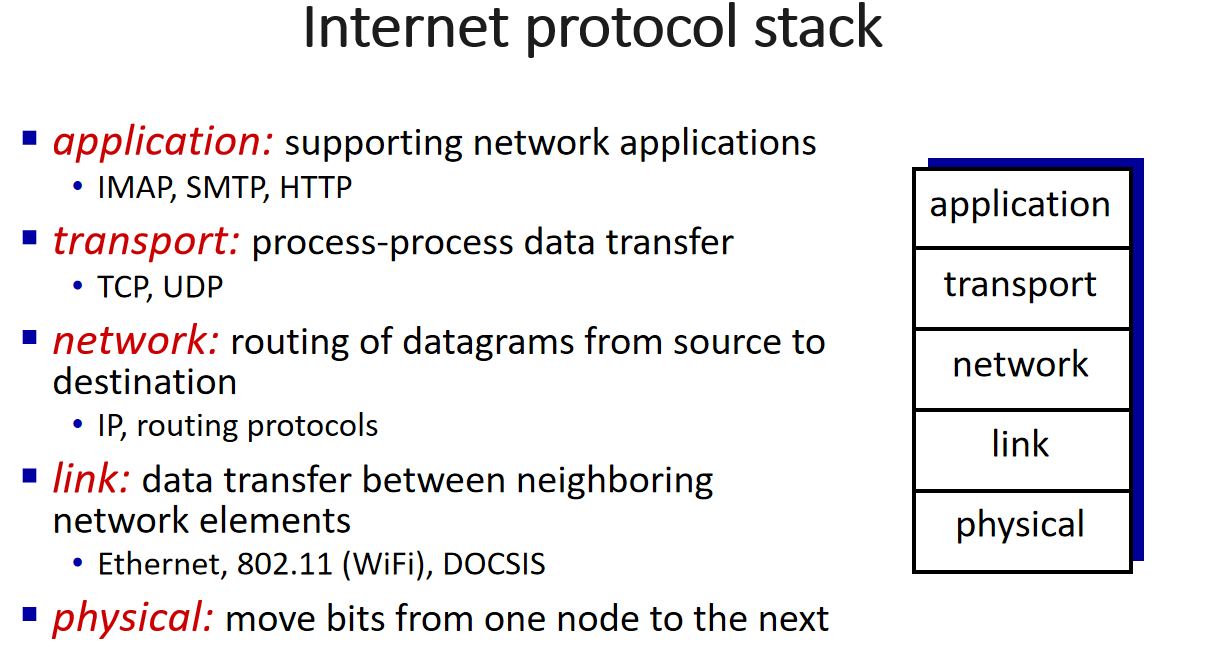 Internet protocol stack
application: supporting network applications
IMAP, SMTP, HTTP
transport: process-process data transfer
TCP, UDP
network: routing of datagrams from source to
destination
IP, routing protocols
link: data transfer between neighboring
network elements
Ethernet, 802.11 (WiFi), DOCSIS
physical: move bits from one node to the next
application
transport
network
link
physical